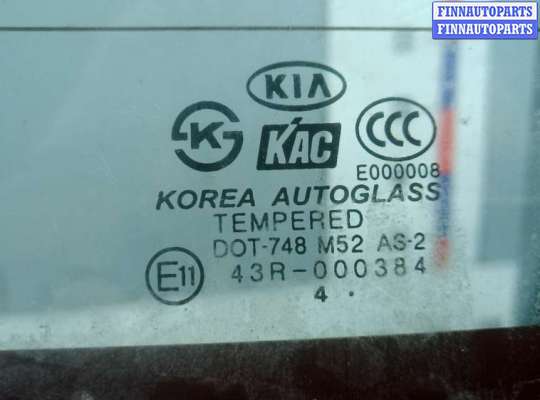 FINNAUTOPARTS
FINNAUTOPARTS
KIA
K
KAC
CCC
E000008
KOREA AUTOGLASS
TEMPERED
DOT-748 M52 AS-2
E11
43R-000384
4 .